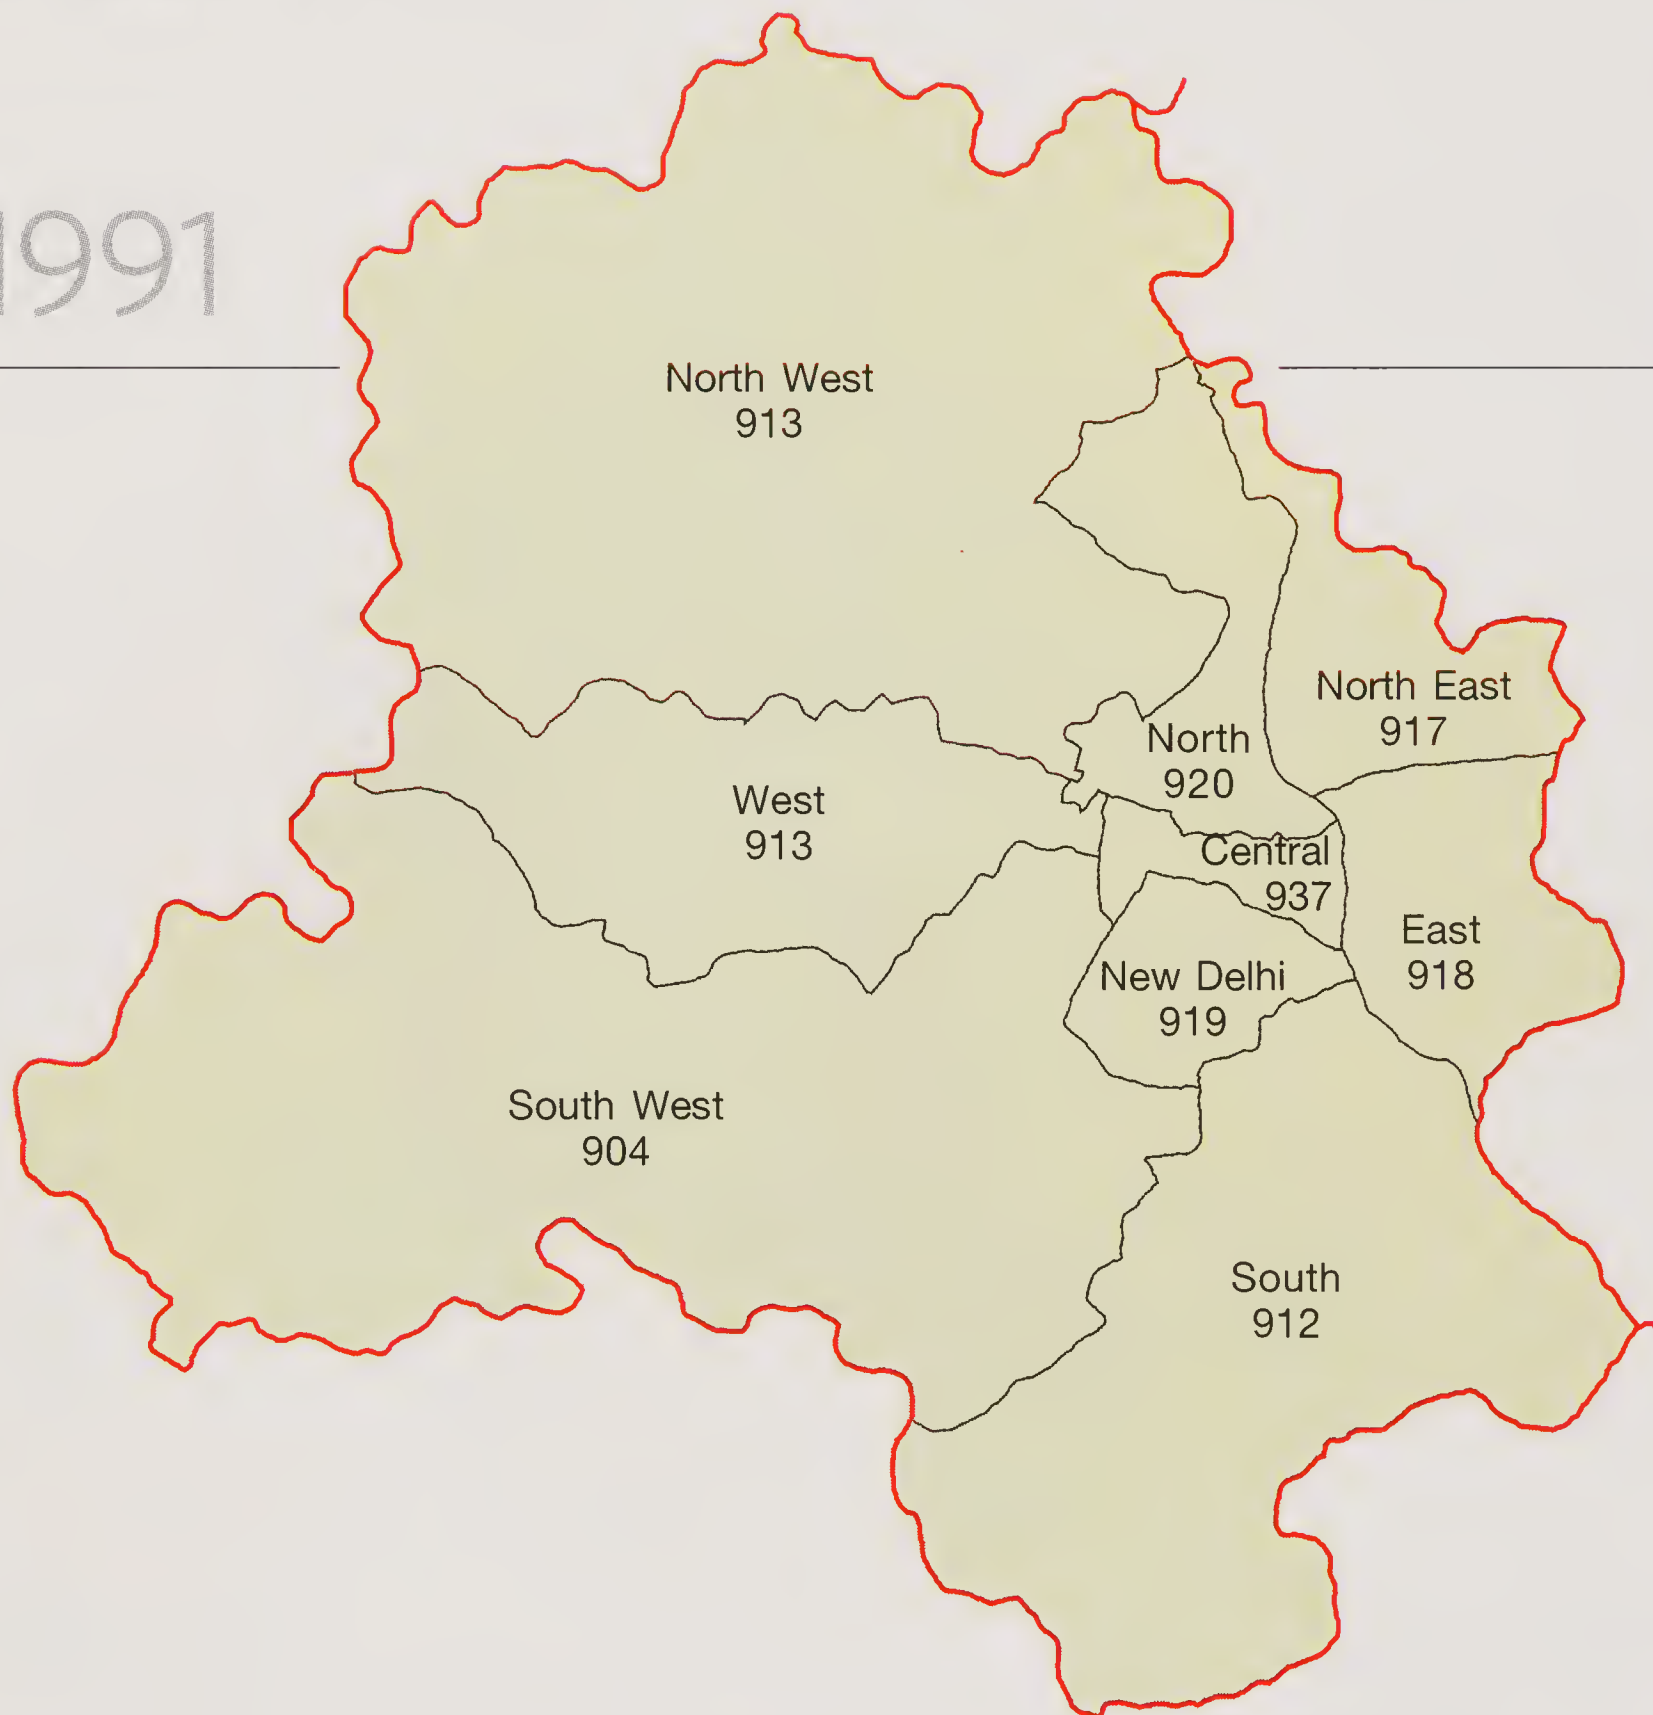 1991
North West
913
North East
917
North
920
West
913
Central
937
East
918
New Delhi
919
South West
904
South
912